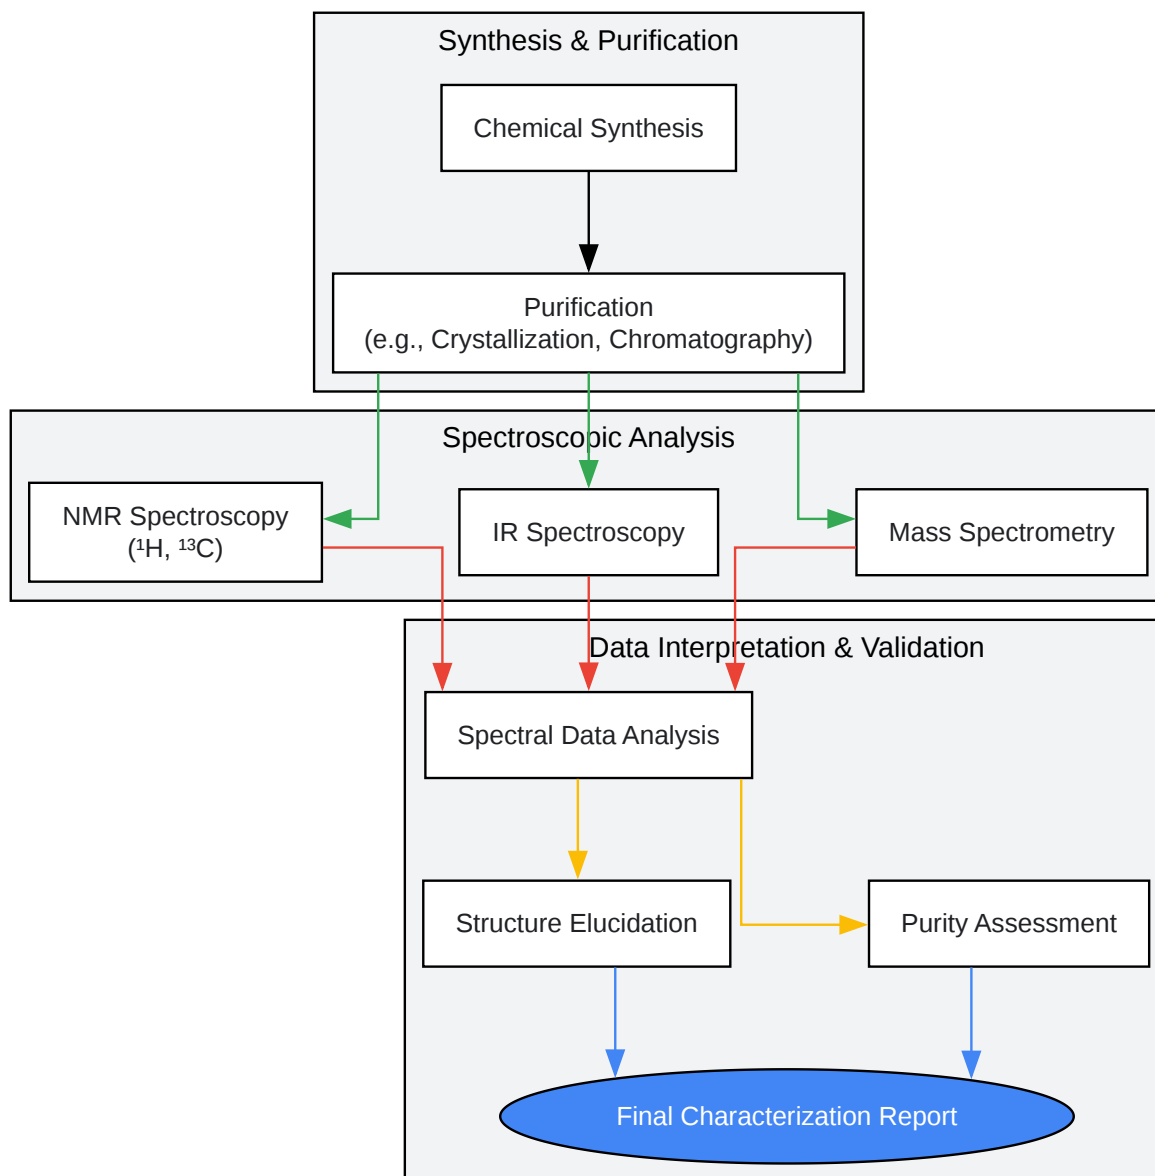 Synthesis & Purification
Chemical Synthesis
Purification
(e.g., Crystallization, Chromatography)
Spectroscopic Analysis
NMR Spectroscopy
(¹H, ¹³C)
IR Spectroscopy
Mass Spectrometry
Data Interpretation & Validation
Spectral Data Analysis
Structure Elucidation
Purity Assessment
Final Characterization Report